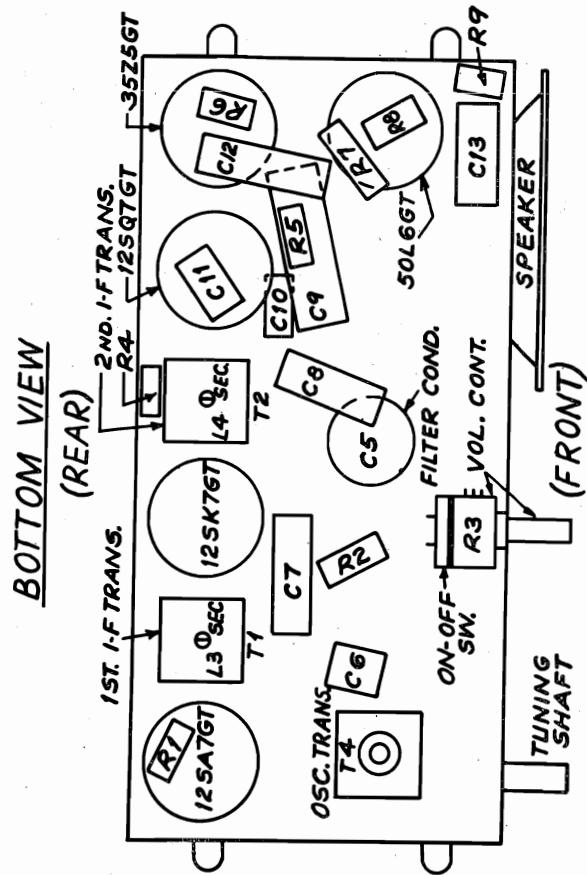 BOTTOM VIEW
(REAR)
1ST. I-F TRANS.
2ND. I-F TRANS.
R4
12SQ7GT
35Z5GT
R1
12SA7GT
L3 SEC
T1
12SK7GT
L4 SEC
T2
C11
R6
C12
OSC. TRANS.
T4
C6
C7
R2
C8
C5
C10
C9
R5
R7
R8
50L6GT
FILTER COND.
ON-OFF
SW.
R3
VOL. CONT.
C13
R9
SPEAKER
TUNING
SHAFT
(FRONT)